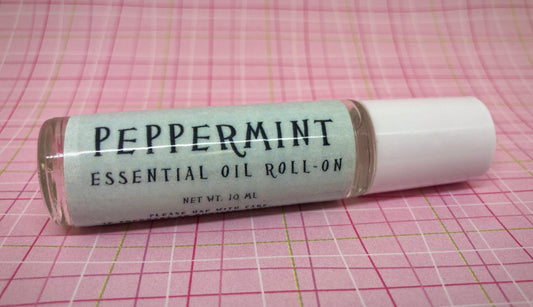 PEPPERMINT
ESSENTIAL OIL ROLL-ON
NET WT. 10 ML
PLEASE USE WITH CARE